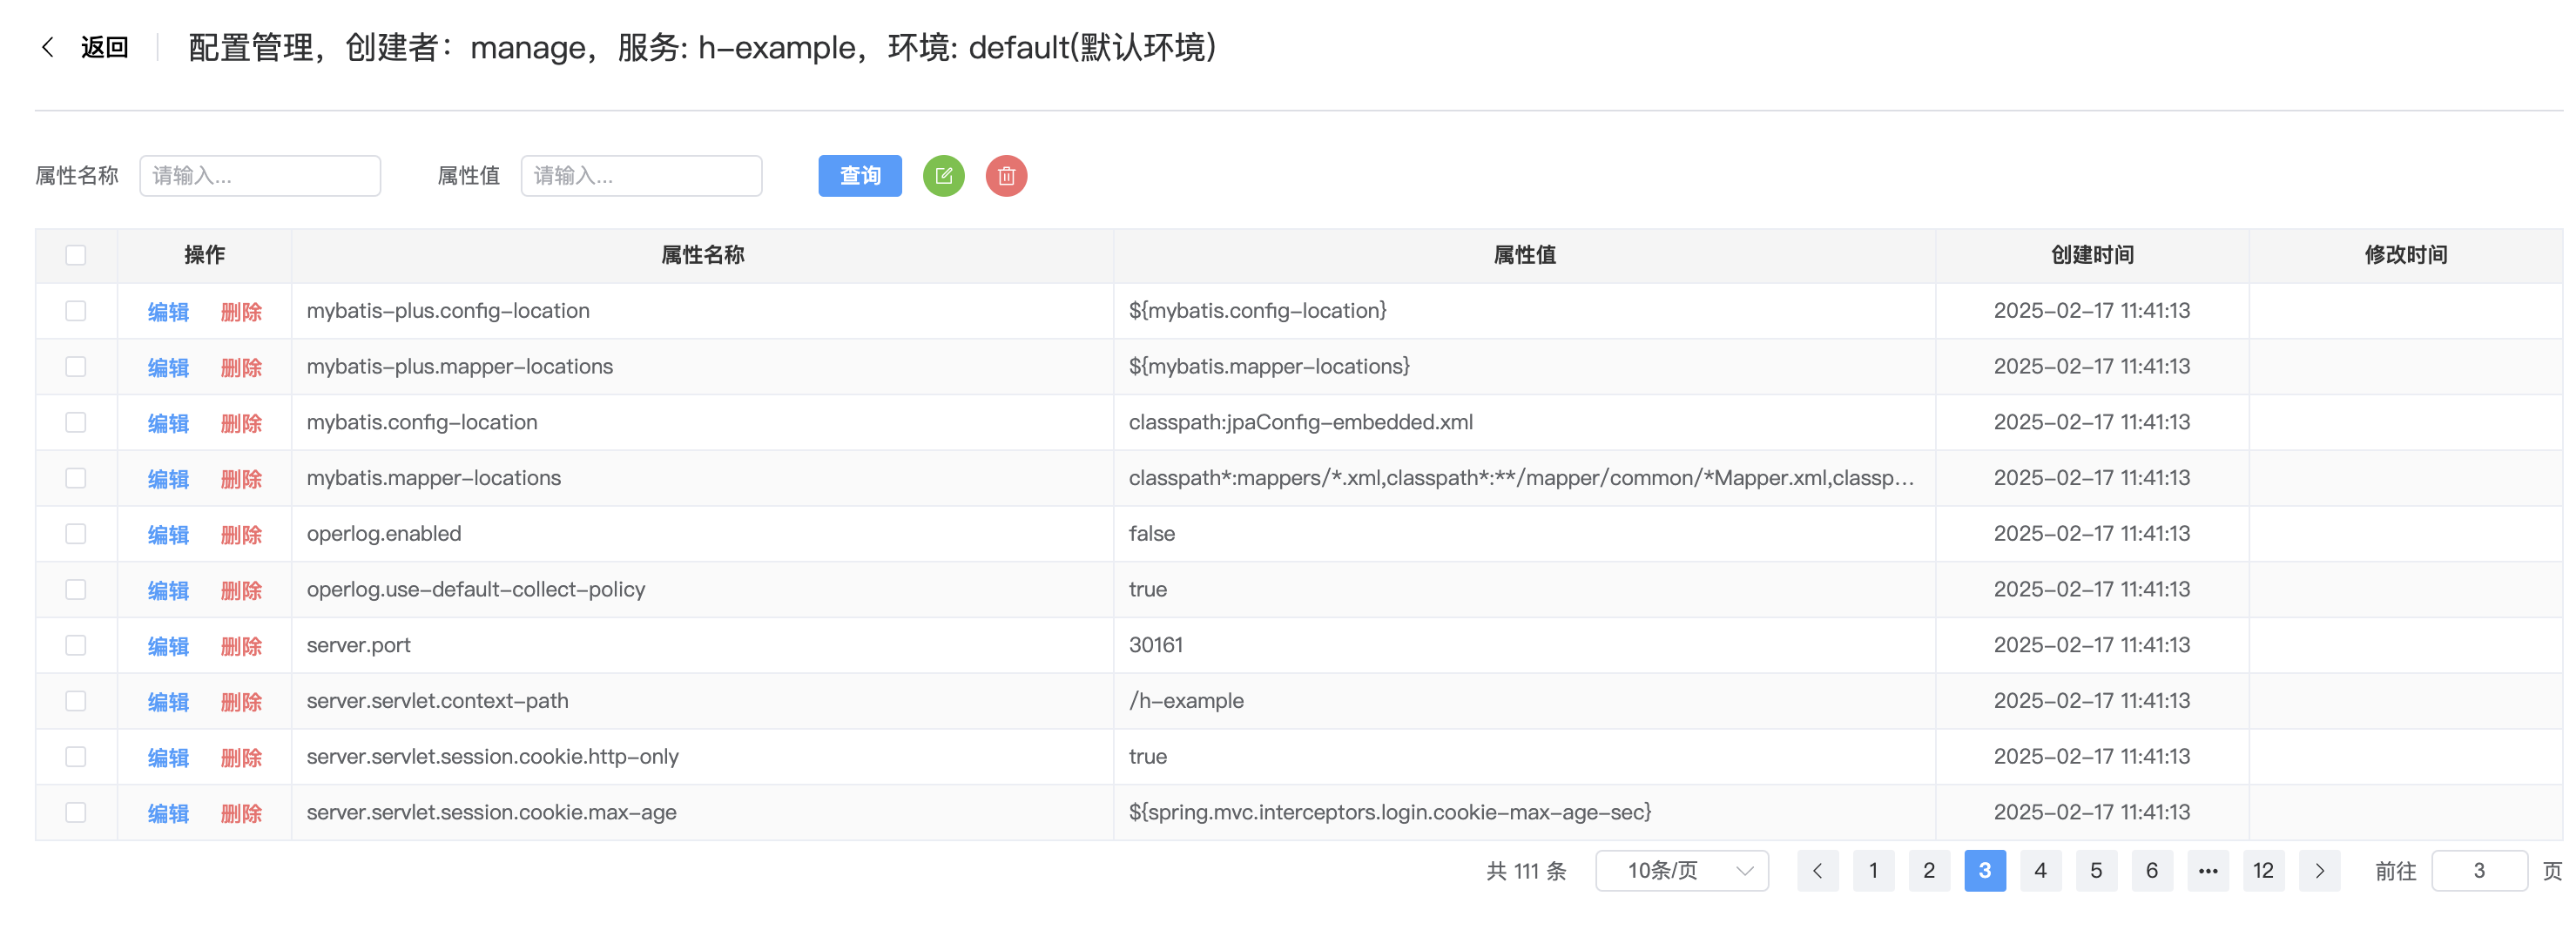 返回 配置管理，创建者：manage，服务: h-example，环境: default(默认环境)
属性名称 请输入... 属性值 请输入... 查询
操作 属性名称 属性值 创建时间 修改时间
编辑 删除 mybatis-plus.config-location ${mybatis.config-location} 2025-02-17 11:41:13
编辑 删除 mybatis-plus.mapper-locations ${mybatis.mapper-locations} 2025-02-17 11:41:13
编辑 删除 mybatis.config-location classpath:jpaConfig-embedded.xml 2025-02-17 11:41:13
编辑 删除 mybatis.mapper-locations classpath*:mappers/*.xml,classpath*:**/mapper/common/*Mapper.xml,classp... 2025-02-17 11:41:13
编辑 删除 operlog.enabled false 2025-02-17 11:41:13
编辑 删除 operlog.use-default-collect-policy true 2025-02-17 11:41:13
编辑 删除 server.port 30161 2025-02-17 11:41:13
编辑 删除 server.servlet.context-path /h-example 2025-02-17 11:41:13
编辑 删除 server.servlet.session.cookie.http-only true 2025-02-17 11:41:13
编辑 删除 server.servlet.session.cookie.max-age ${spring.mvc.interceptors.login.cookie-max-age-sec} 2025-02-17 11:41:13
共 111 条 10条/页 1 2 3 4 5 6 ... 12 前往 3 页